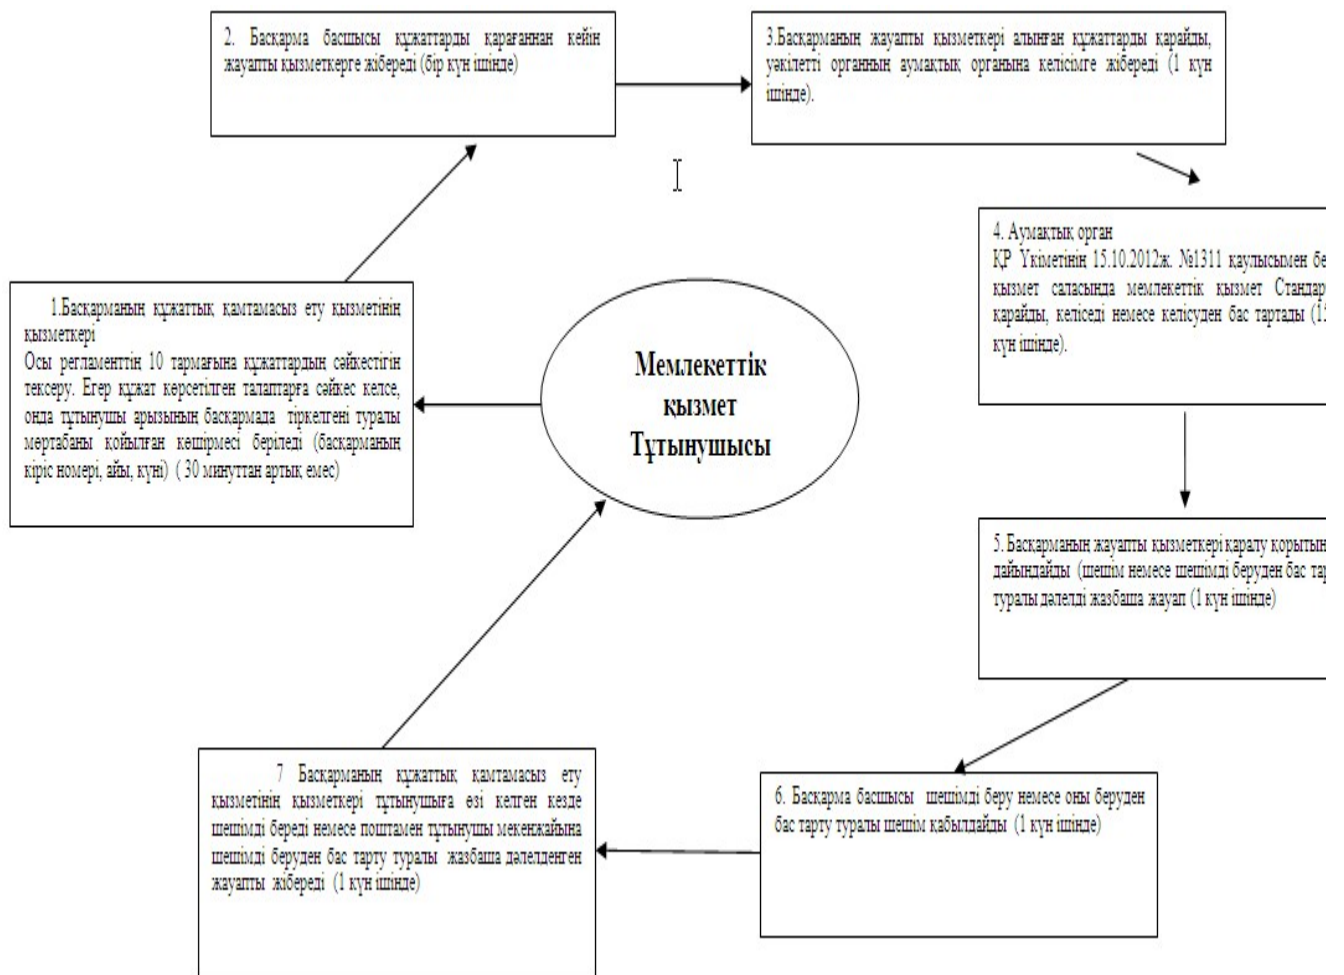 2. Басқарма басшысы құжаттарды қарағаннан кейін
жауапты қызметкерге жібереді (бір күн ішінде)
3.Басқарманың жауапты қызметкері алынған құжаттарды қарайды,
уәкілетті органның аумақтық органына келісімге жібереді (1 күн
ішінде).
4. Аумақтық орган
ҚР Үкіметінің 15.10.2012ж. №1311 қаулысымен бе
қызмет саласында мемлекеттік қызмет Стандар
қарайды, келіседі немесе келісуден бас тартады (1
күн ішінде).
1.Басқарманың құжаттық қамтамасыз ету қызметінің
қызметкері
Осы регламенттің 10 тармағына құжаттардың сәйкестігін
тексеру. Егер құжат көрсетілген талаптарға сәйкес келсе,
онда тұтынушы арызының басқармада тіркелгені туралы
мөртабаны қойылған көшірмесі беріледі (басқарманың
кіріс номері, айы, күні) ( 30 минуттан артық емес)
Мемлекеттік
қызмет
Тұтынушысы
5. Басқарманың жауапты қызметкері қаралу қорытын
дайындайды (шешім немесе шешімді беруден бас тар
туралы дәлелді жазбаша жауап (1 күн ішінде)
6. Басқарма басшысы шешімді беру немесе оны беруден
бас тарту туралы шешім қабылдайды (1 күн ішінде)
7 Басқарманың құжаттық қамтамасыз ету
қызметінің қызметкері тұтынушыға өзі келген кезде
шешімді береді немесе поштамен тұтынушы мекенжайына
шешімді беруден бас тарту туралы жазбаша дәлелденген
жауапты жібереді (1 күн ішінде)